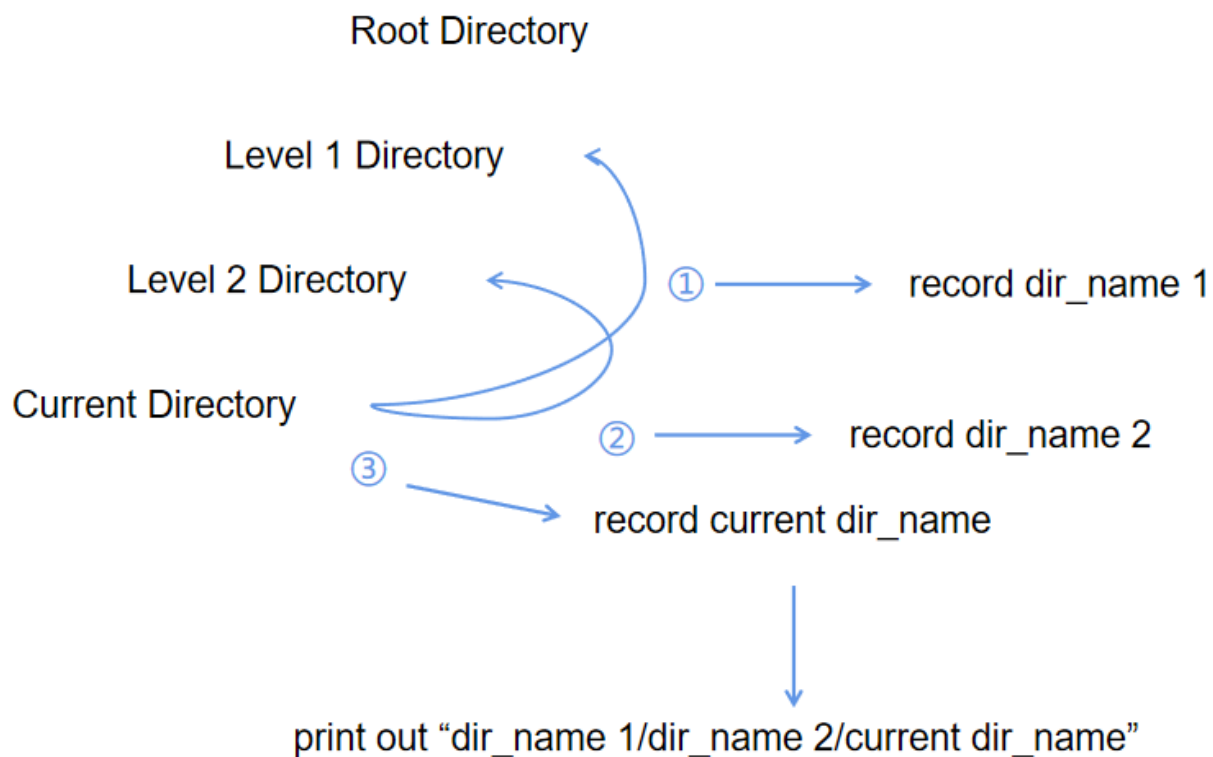 Root Directory
Level 1 Directory
Level 2 Directory
① record dir_name 1
Current Directory
② record dir_name 2
③
record current dir_name
print out “dir_name 1/dir_name 2/current dir_name”